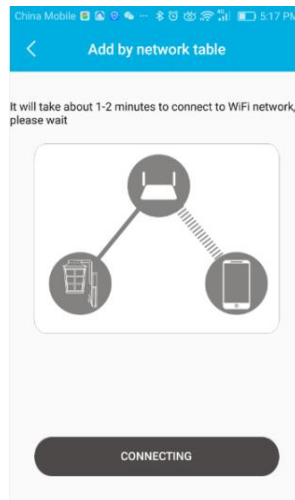 China Mobile 5:17 PM
Add by network table
It will take about 1-2 minutes to connect to WiFi network,
please wait
CONNECTING